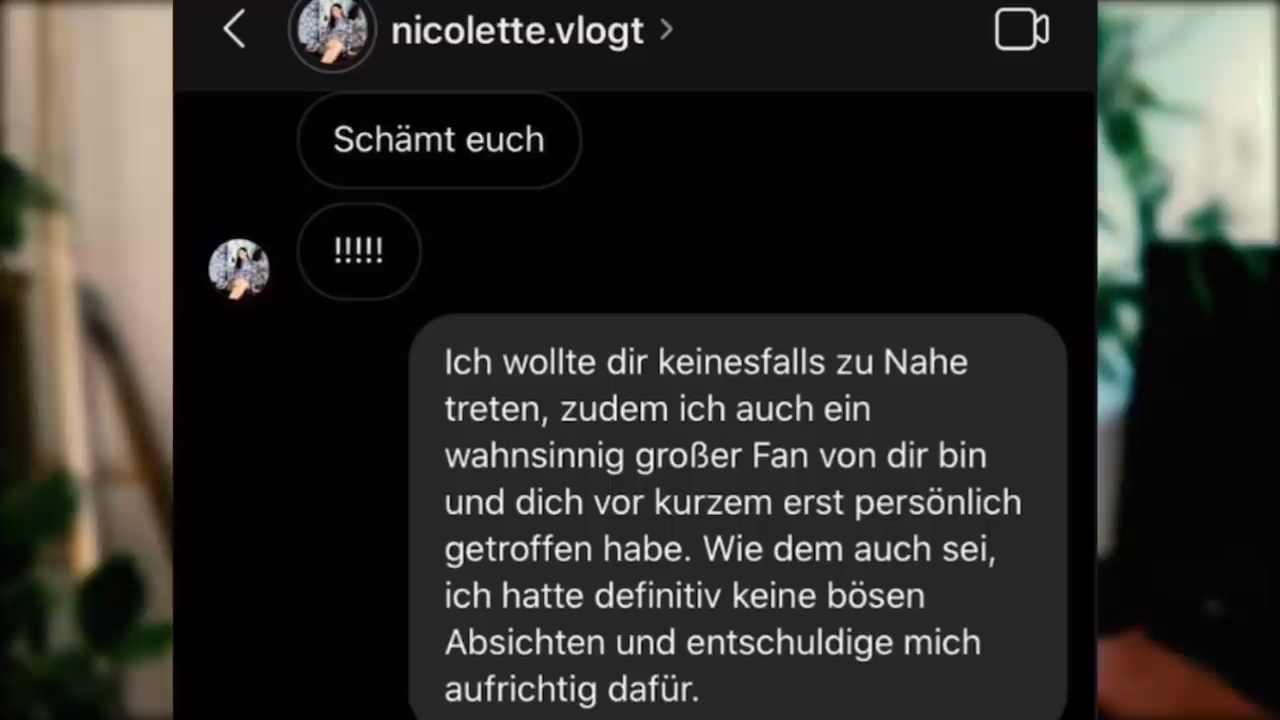 nicolette.vlogt
Schämt euch
!!!!!
Ich wollte dir keinesfalls zu Nahe
treten, zudem ich auch ein
wahnsinnig großer Fan von dir bin
und dich vor kurzem erst persönlich
getroffen habe. Wie dem auch sei,
ich hatte definitiv keine bösen
Absichten und entschuldige mich
aufrichtig dafür.